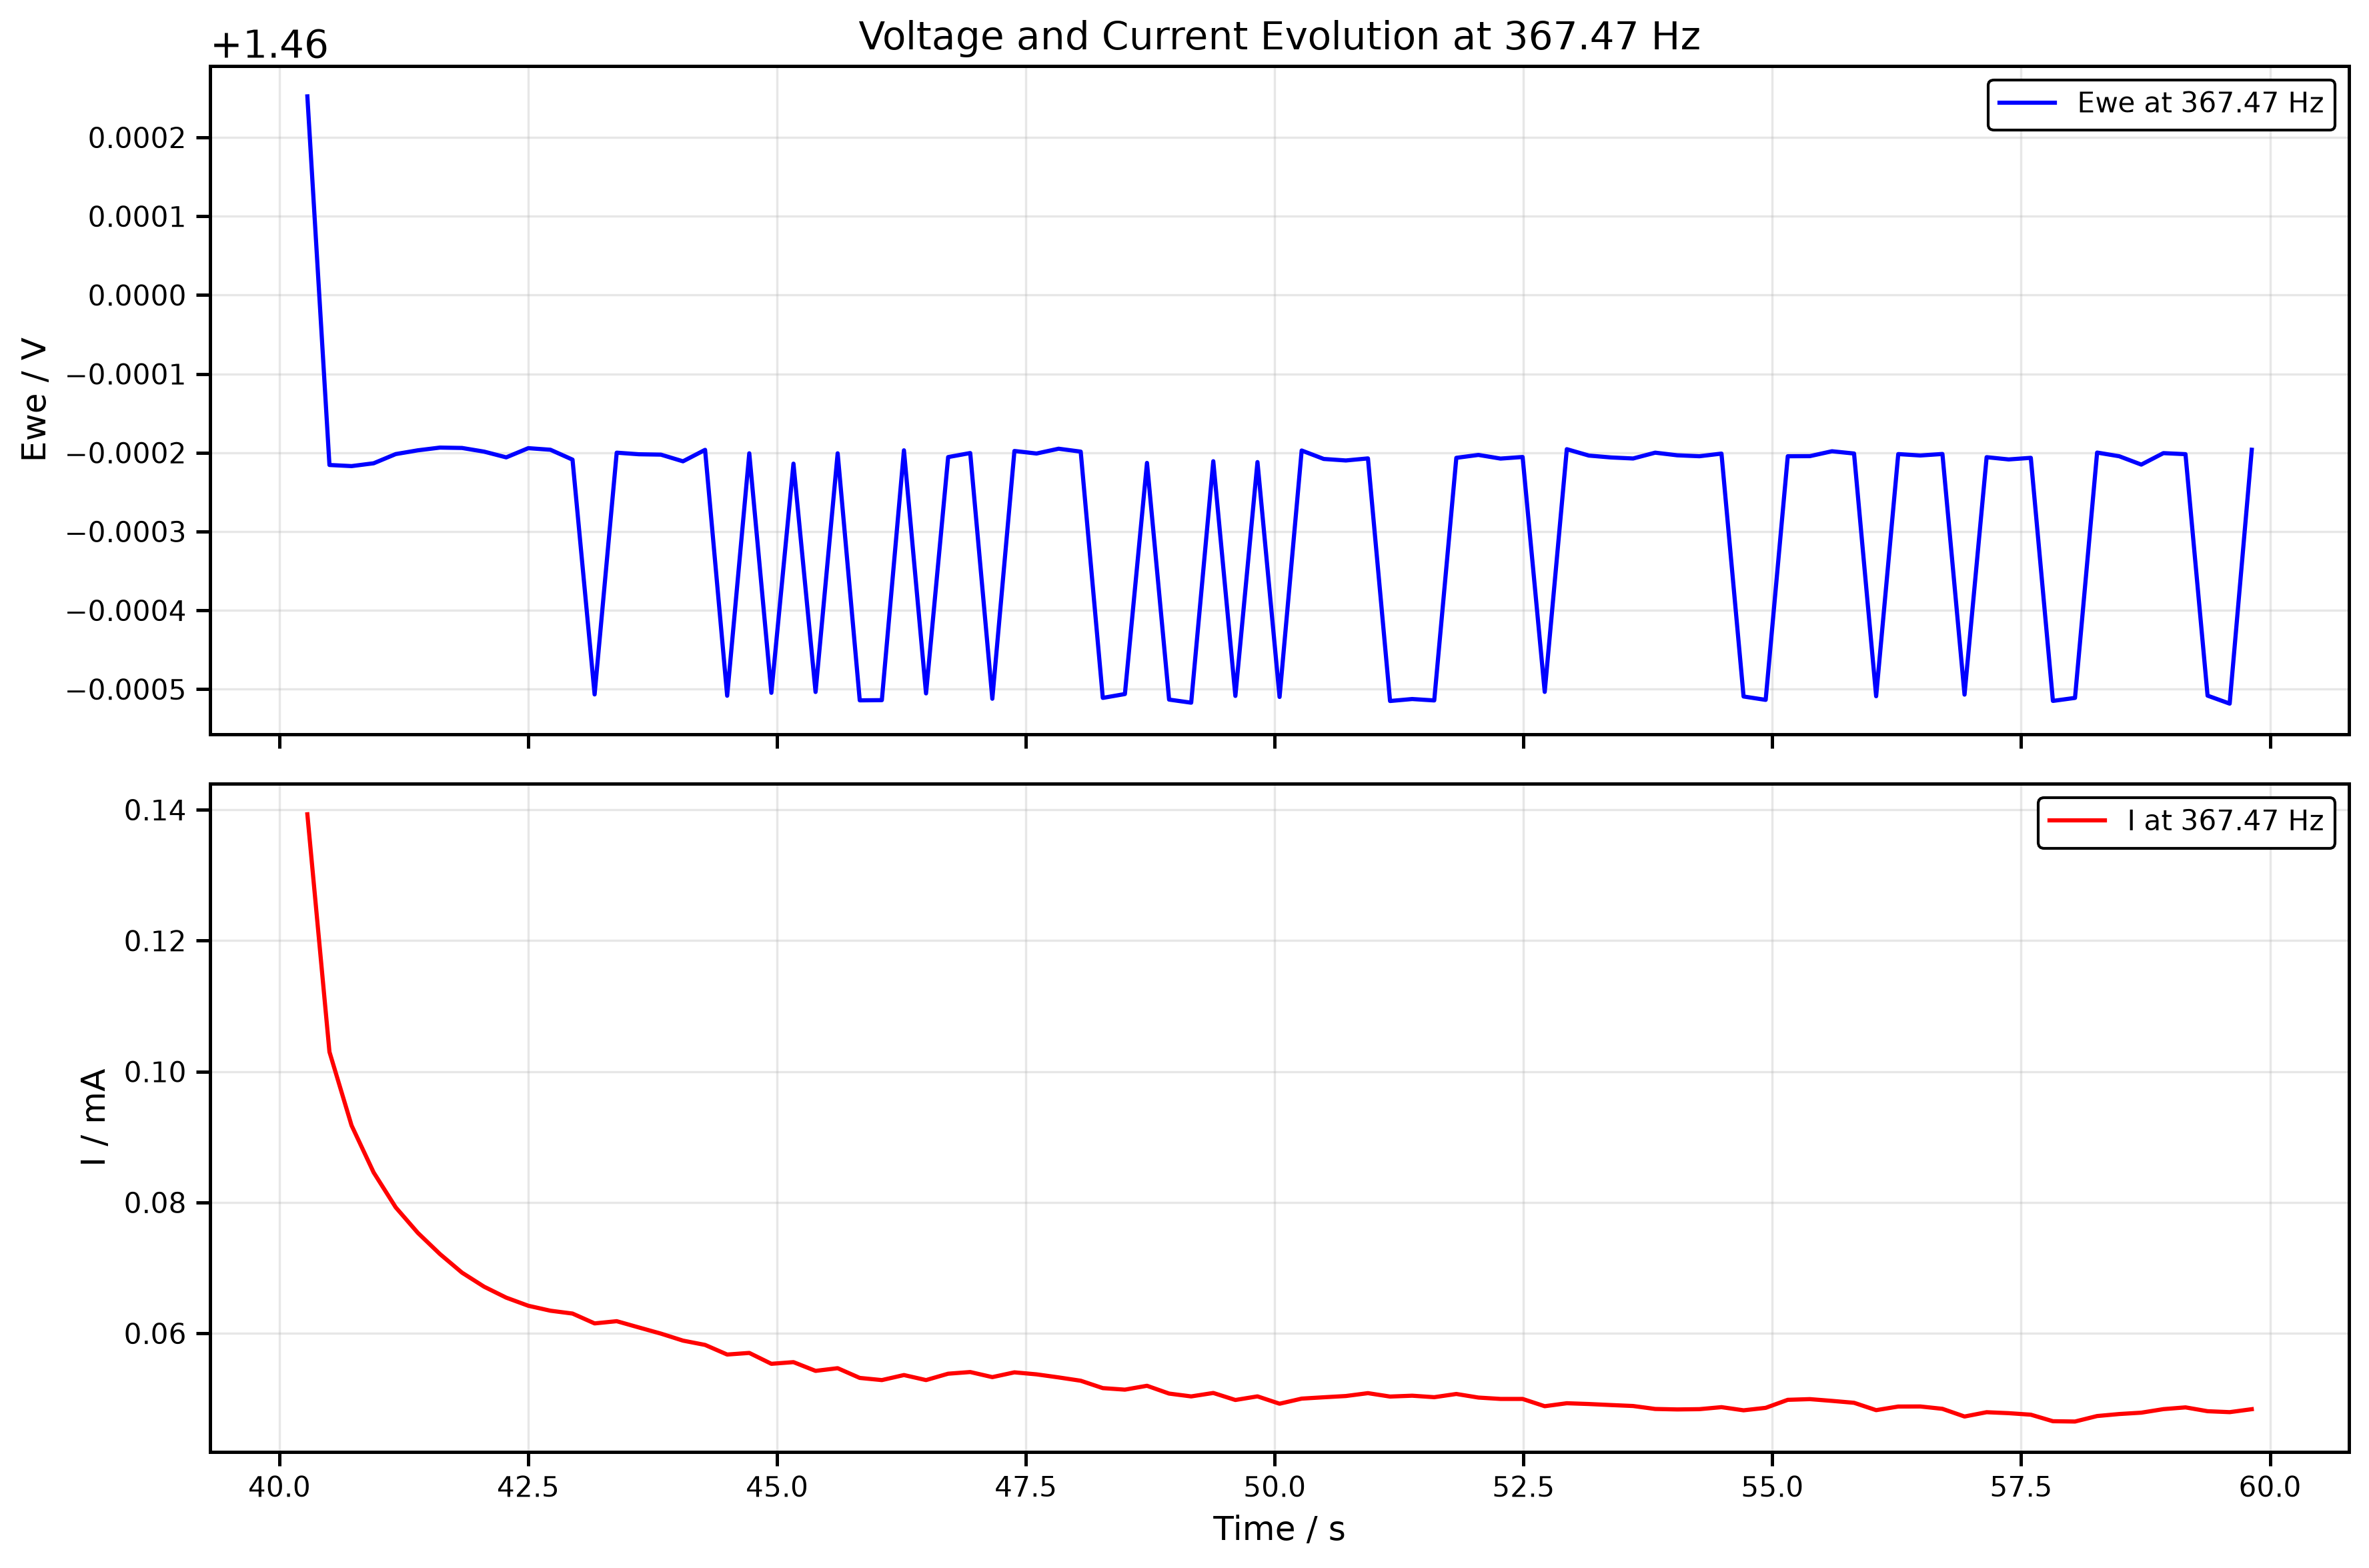 Voltage and Current Evolution at 367.47 Hz
+1.46
Ewe at 367.47 Hz
0.0002
0.0001
0.0000
−0.0001
−0.0002
−0.0003
−0.0004
−0.0005
Ewe / V
I at 367.47 Hz
0.14
0.12
0.10
0.08
0.06
I / mA
40.0 42.5 45.0 47.5 50.0 52.5 55.0 57.5 60.0
Time / s